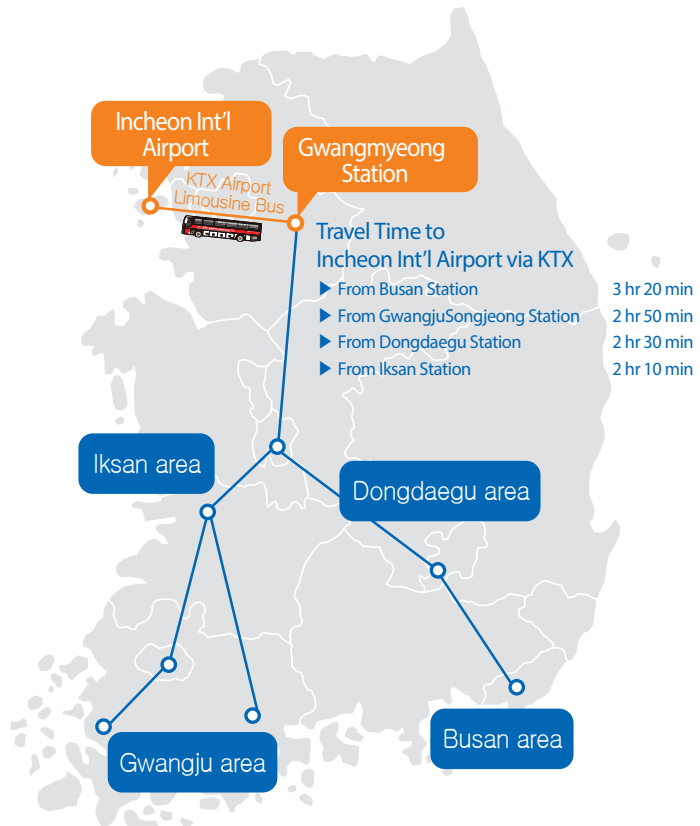 Incheon Int'l
Airport
Gwangmyeong
Station
KTX Airport
Limousine Bus
Travel Time to
Incheon Int'l Airport via KTX
▶ From Busan Station 3 hr 20 min
▶ From GwangjuSongjeong Station 2 hr 50 min
▶ From Dongdaegu Station 2 hr 30 min
▶ From Iksan Station 2 hr 10 min
Iksan area
Dongdaegu area
Gwangju area
Busan area